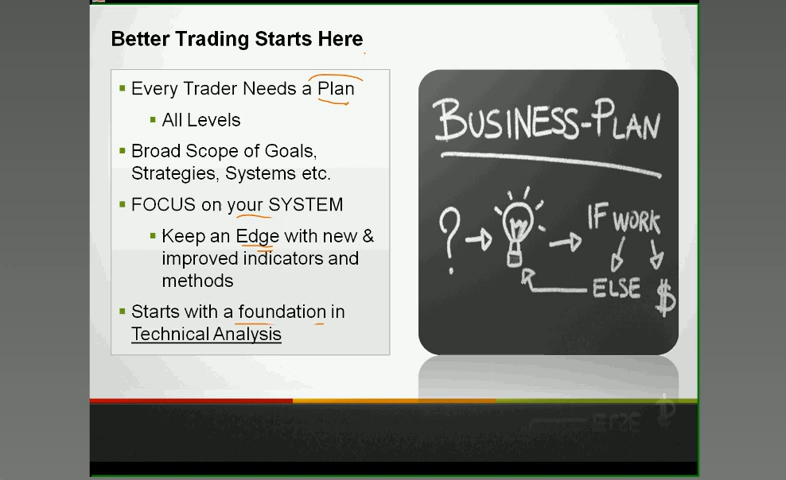 Better Trading Starts Here
Every Trader Needs a Plan
All Levels
Broad Scope of Goals,
Strategies, Systems etc.
FOCUS on your SYSTEM
Keep an Edge with new &
improved indicators and
methods
Starts with a foundation in
Technical Analysis
BUSINESS-PLAN
? IF WORK
ELSE $